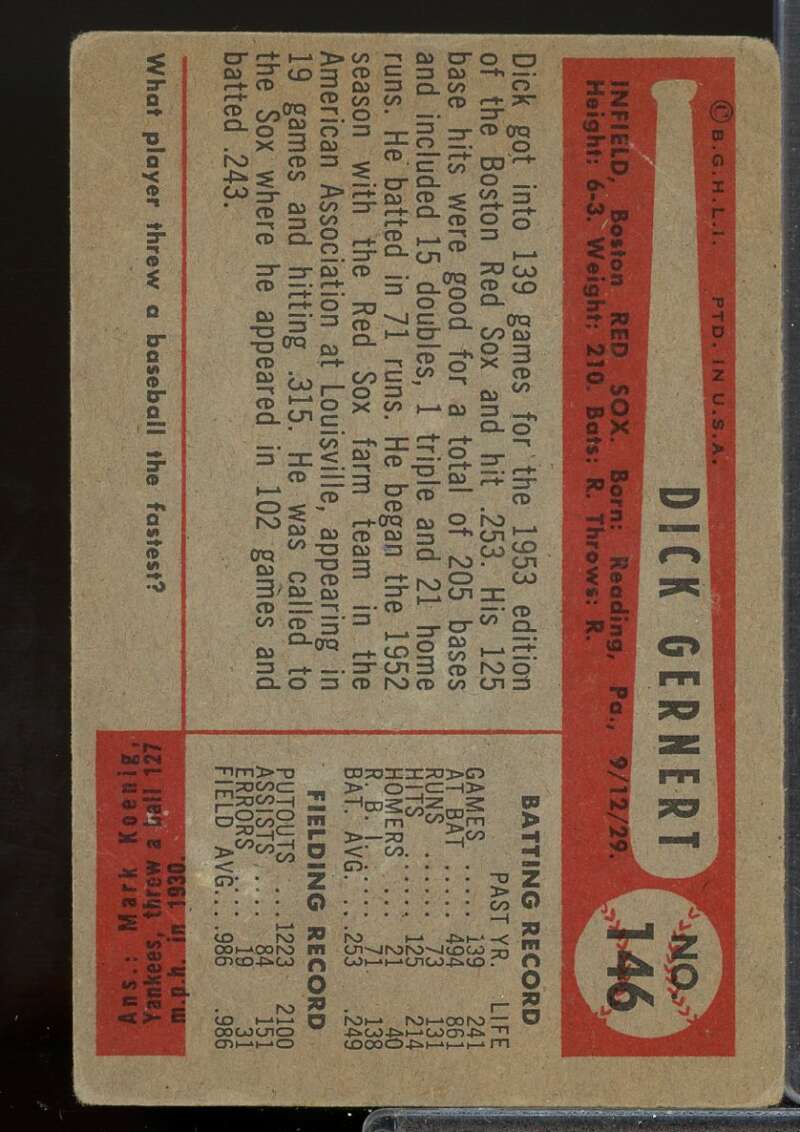 © B.G.H.L.I. PTD. IN U.S.A.
DICK GERNERT
NO.
146
INFIELD, Boston RED SOX. Born: Reading, Pa., 9/12/29.
Height: 6-3. Weight: 210. Bats: R. Throws: R.
Dick got into 139 games for the 1953 edition
of the Boston Red Sox and hit .253. His 125
base hits were good for a total of 205 bases
and included 15 doubles, 1 triple and 21 home
runs. He batted in 71 runs. He began the 1952
season with the Red Sox farm team in the
American Association at Louisville, appearing in
19 games and hitting .315. He was called to
the Sox where he appeared in 102 games and
batted .243.
BATTING RECORD
PAST YR. LIFE
GAMES ..... 139 241
AT BAT ..... 494 861
RUNS ...... 73 131
HITS ...... 125 214
HOMERS ..... 21 40
R. B. I. ..... 71 138
BAT. AVG. ... .253 .249
FIELDING RECORD
PUTOUTS ... 1223 2100
ASSISTS .... 84 151
ERRORS .... 19 31
FIELD AVG. .. .986 .986
What player threw a baseball the fastest?
Ans.: Mark Koenig,
Yankees, threw a ball 127
m.p.h. in 1930.